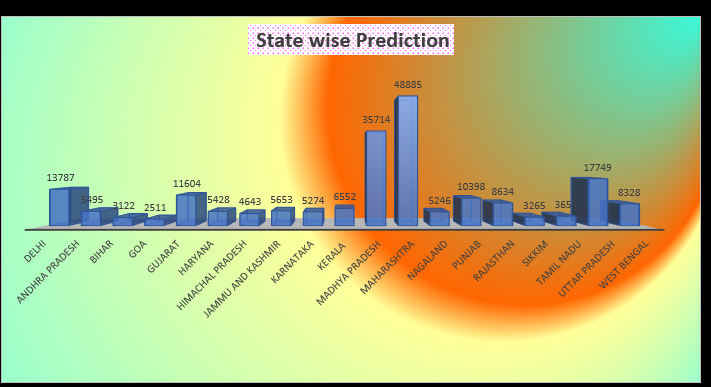 State wise Prediction
13787
5495
3122
2511
11604
5428
4643
5653
5274
6552
35714
48885
5246
10398
8634
3265
365
17749
8328
DELHI
ANDHRA PRADESH
BIHAR
GOA
GUJARAT
HARYANA
HIMACHAL PRADESH
JAMMU AND KASHMIR
KARNATAKA
KERALA
MADHYA PRADESH
MAHARASHTRA
NAGALAND
PUNJAB
RAJASTHAN
SIKKIM
TAMIL NADU
UTTAR PRADESH
WEST BENGAL